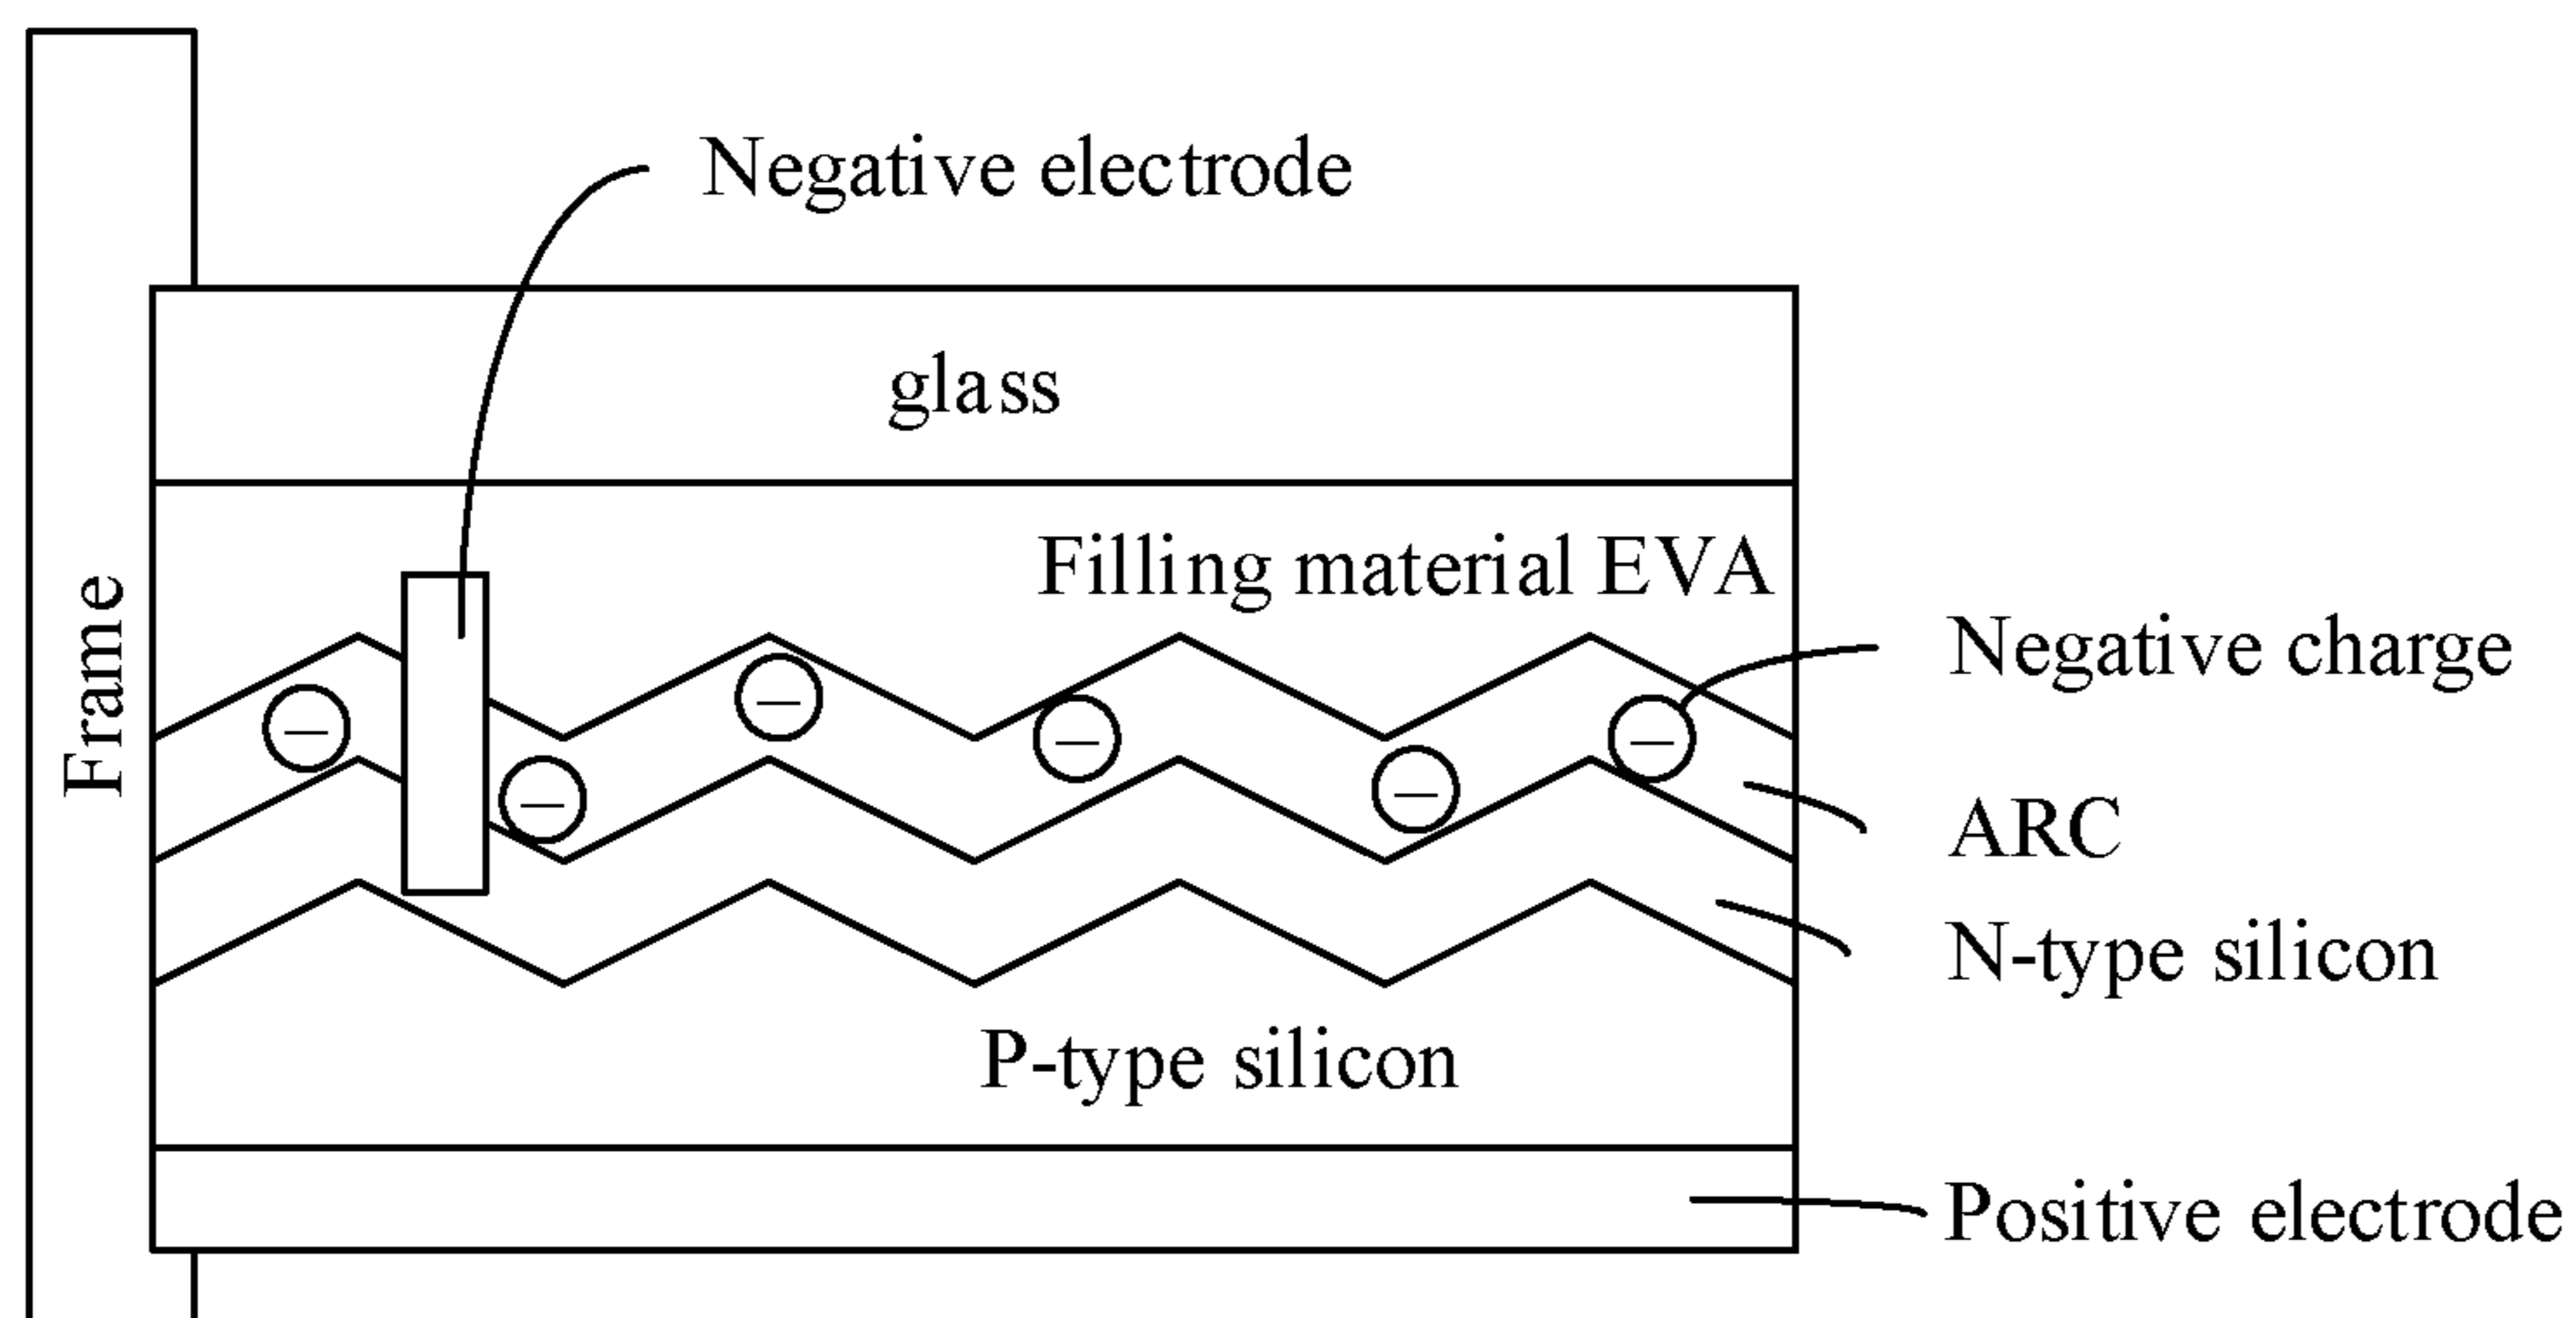 Negative electrode
glass
Filling material EVA
Frame
Negative charge
ARC
N-type silicon
P-type silicon
Positive electrode